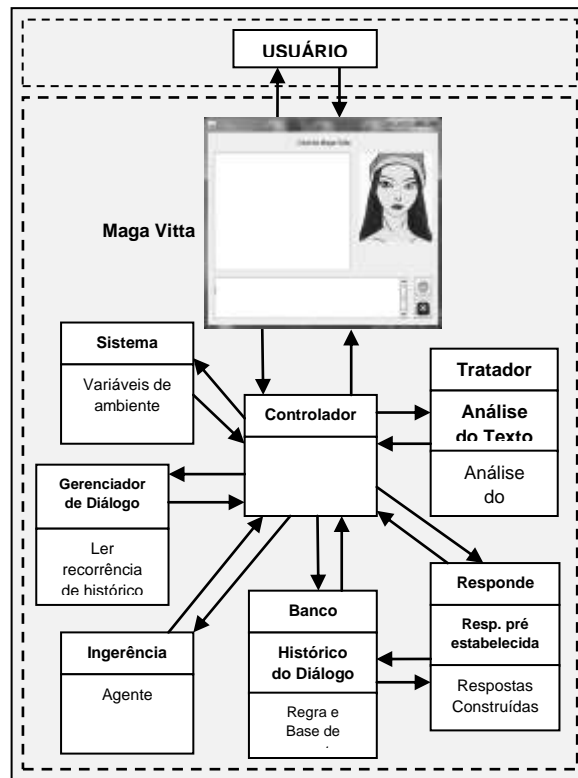 USUÁRIO
Maga Vitta
Sistema
Variáveis de
ambiente
Controlador
Tratador
Análise
do Texto
Análise
do
Gerenciador
de Diálogo
Ler
recorrência
de histórico
Ingerência
Agente
Banco
Histórico
do Diálogo
Regra e
Base de
Responde
Resp. pré
estabelecida
Respostas
Construídas